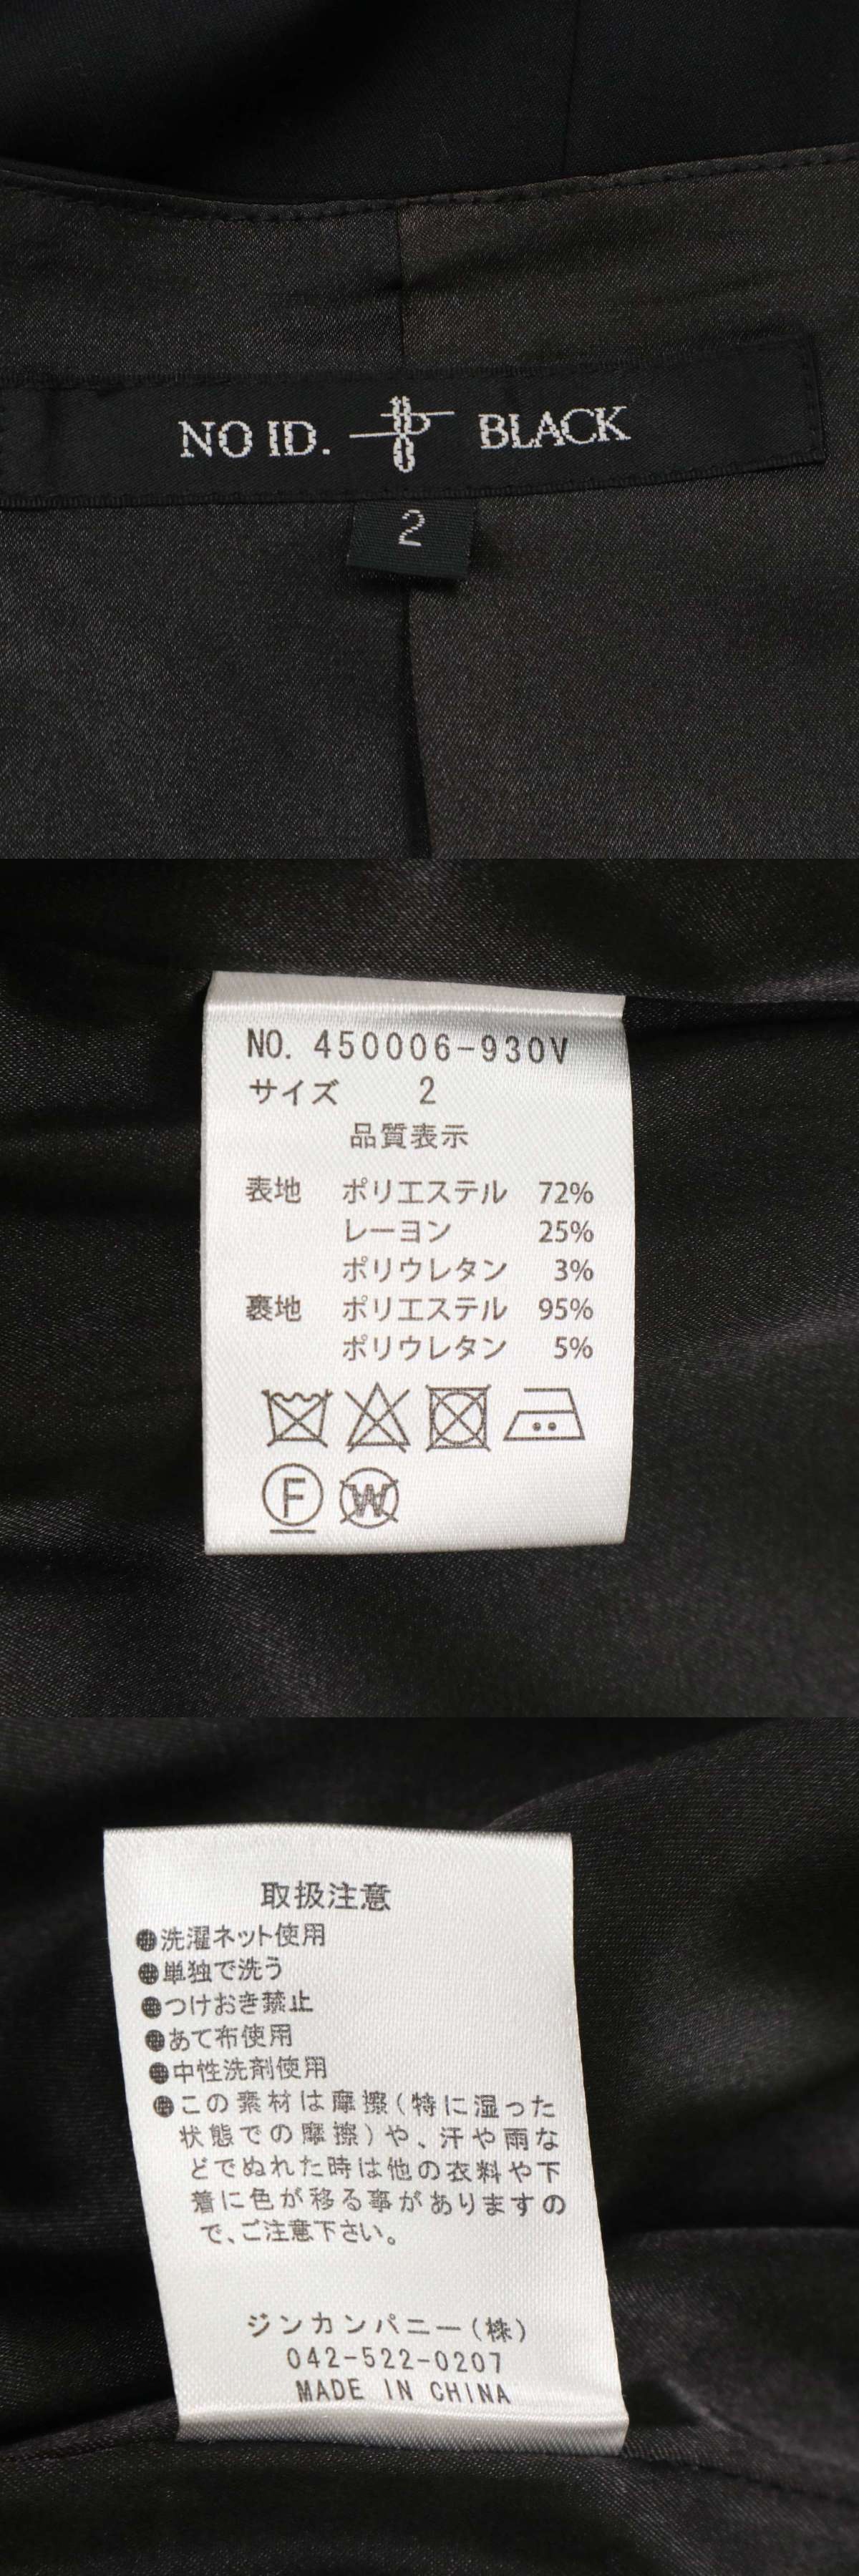 NO ID. BLACK
2
NO. 450006-930V
サイズ 2
品質表示
表地 ポリエステル 72%
レーヨン 25%
ポリウレタン 3%
裏地 ポリエステル 95%
ポリウレタン 5%
F W
取扱注意
●洗濯ネット使用
●単独で洗う
●つけおき禁止
●あて布使用
●中性洗剤使用
●この素材は摩擦(特に湿った
状態での摩擦)や、汗や雨な
どでぬれた時は他の衣料や下
着に色が移る事がありますの
で、ご注意下さい。
ジンカンパニー(株)
042-522-0207
MADE IN CHINA